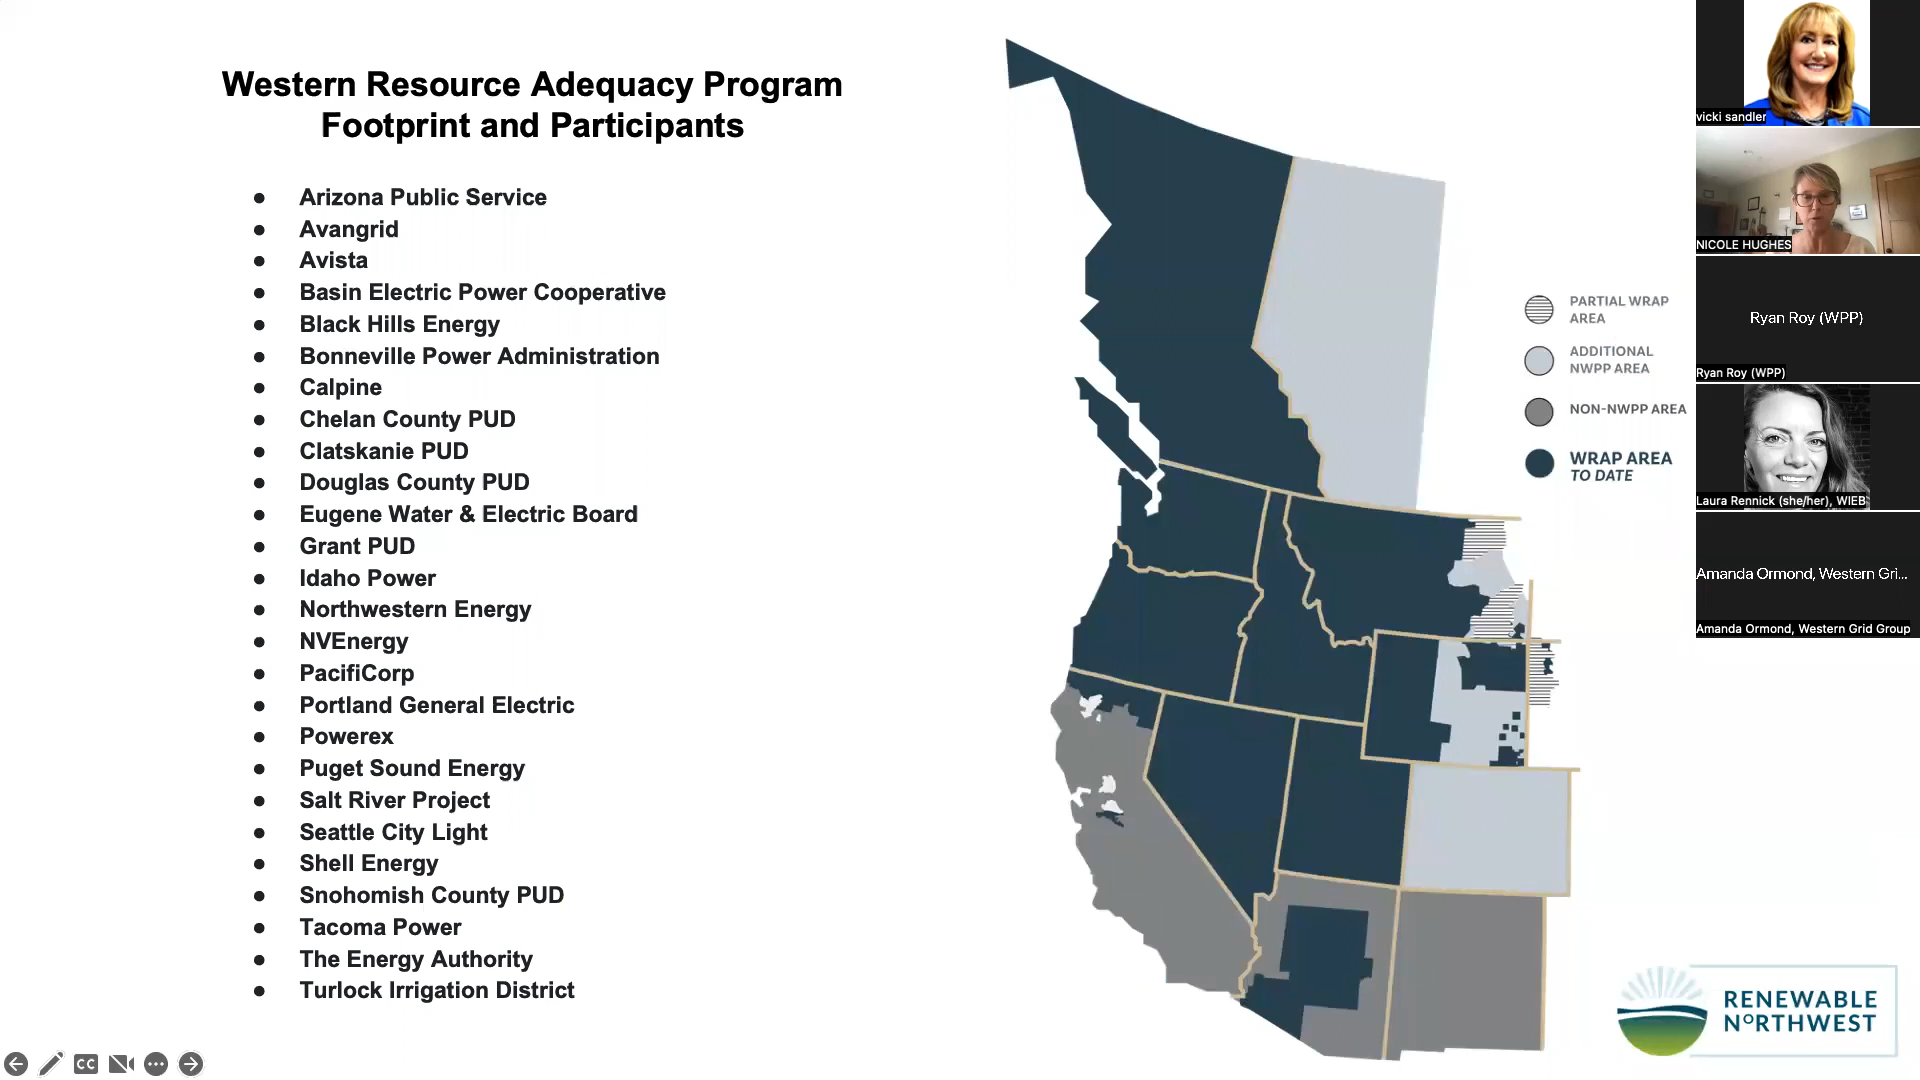 Western Resource Adequacy Program
Footprint and Participants
● Arizona Public Service
● Avangrid
● Avista
● Basin Electric Power Cooperative
● Black Hills Energy
● Bonneville Power Administration
● Calpine
● Chelan County PUD
● Clatskanie PUD
● Douglas County PUD
● Eugene Water & Electric Board
● Grant PUD
● Idaho Power
● Northwestern Energy
● NVEnergy
● PacifiCorp
● Portland General Electric
● Powerex
● Puget Sound Energy
● Salt River Project
● Seattle City Light
● Shell Energy
● Snohomish County PUD
● Tacoma Power
● The Energy Authority
● Turlock Irrigation District
PARTIAL WRAP
AREA
ADDITIONAL
NWPP AREA
NON-NWPP AREA
WRAP AREA
TO DATE
RENEWABLE
NORTHWEST
vicki sandler
NICOLE HUGHES
Ryan Roy (WPP)
Ryan Roy (WPP)
Laura Rennick (she/her), WIEB
Amanda Ormond, Western Gri...
Amanda Ormond, Western Grid Group
CC